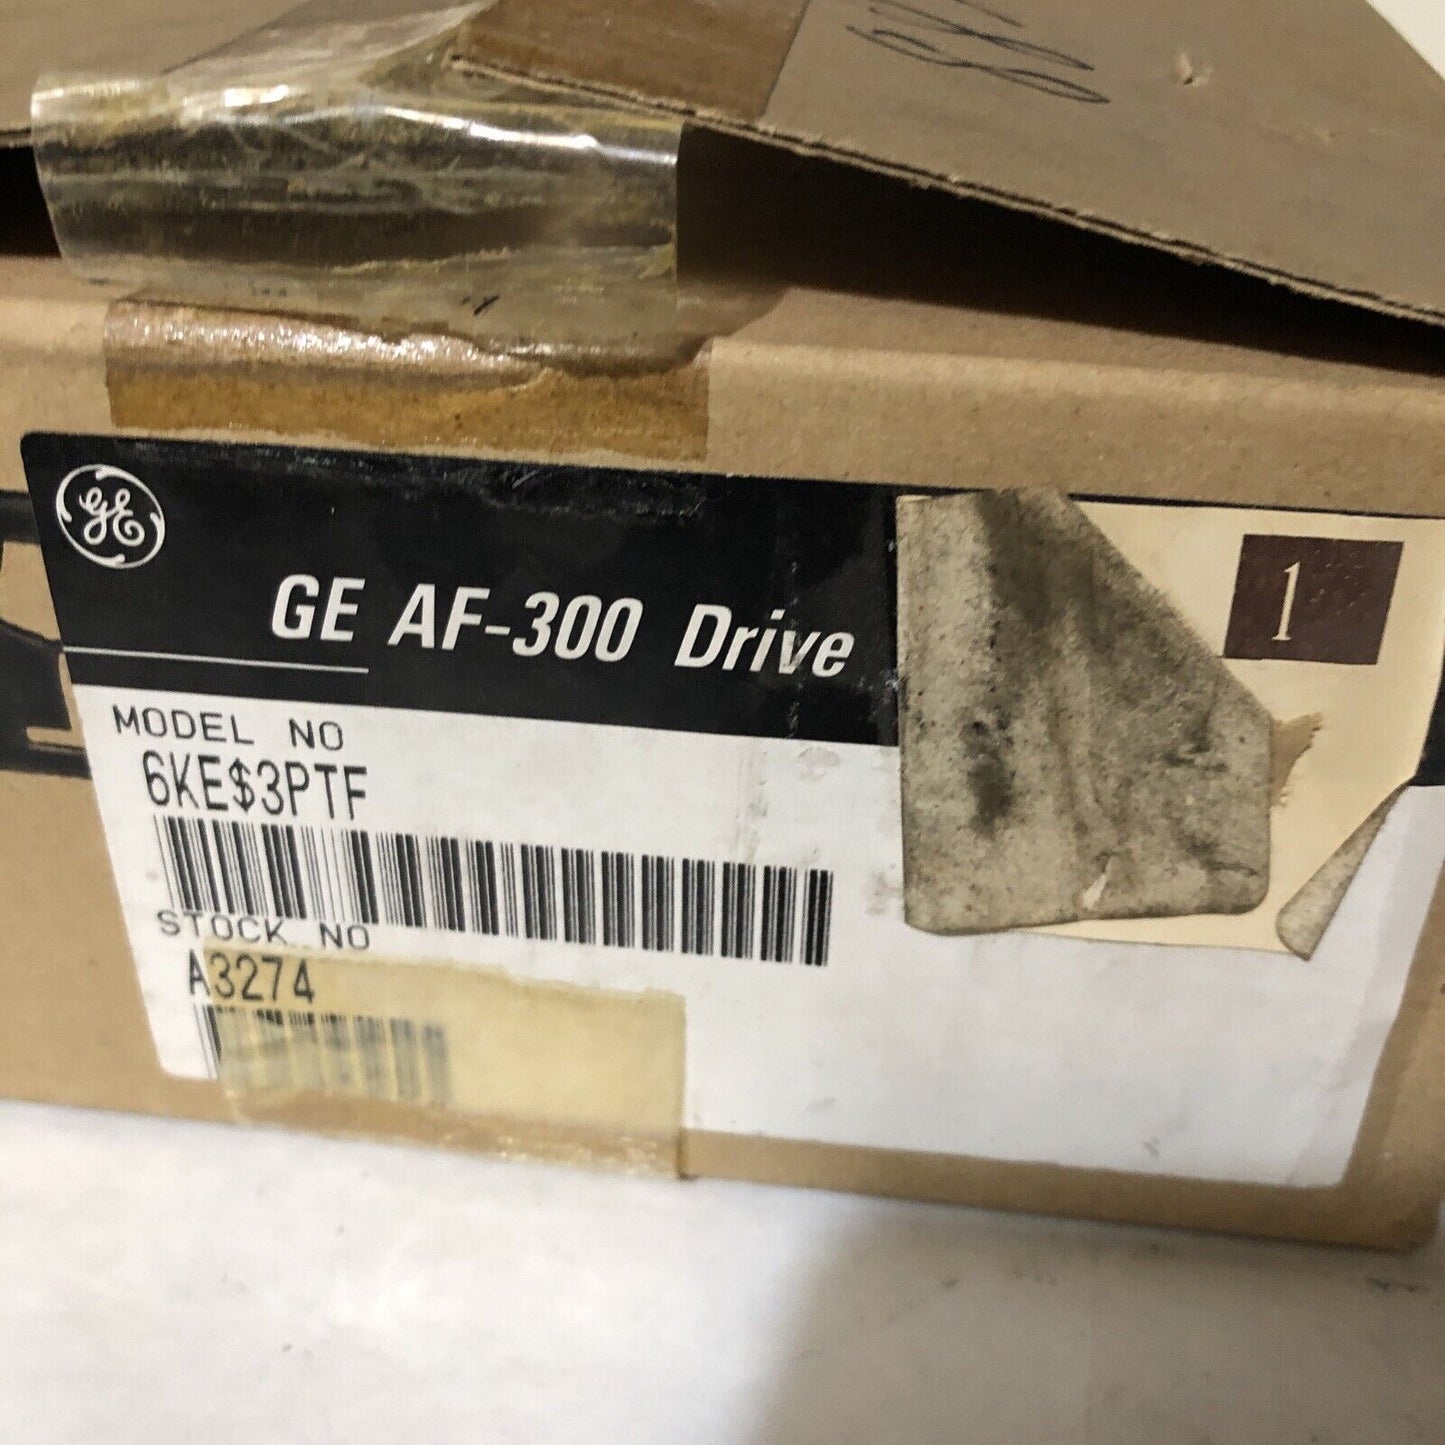 GE
GE AF-300 Drive
1
MODEL NO
6KE$3PTF
STOCK NO
A3274